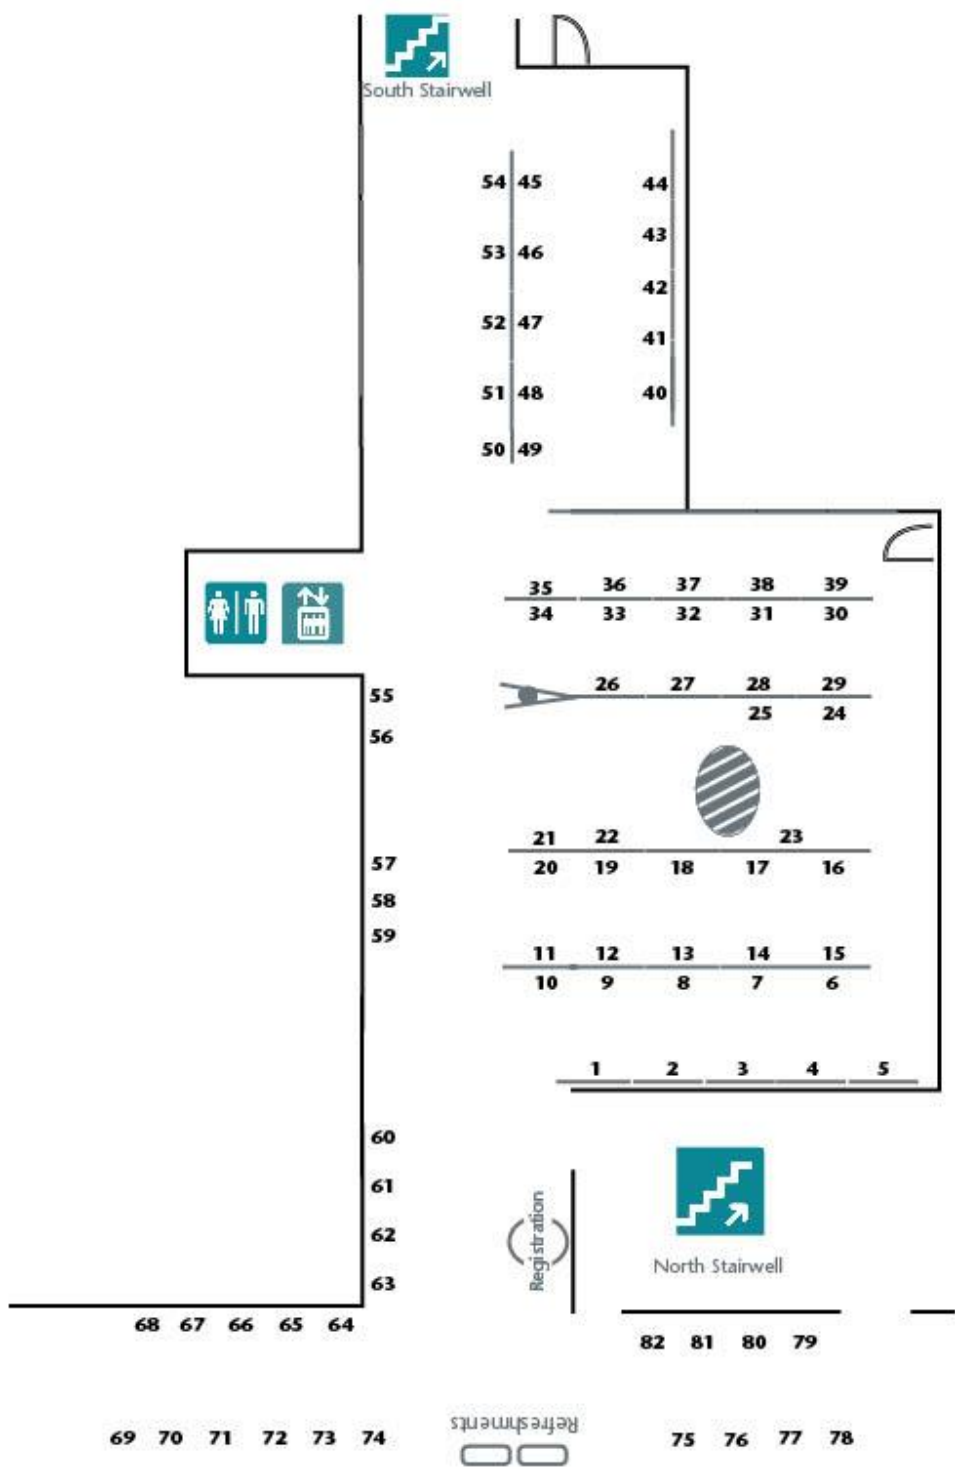 South Stairwell
54 45 44
53 46 43
52 47 42
51 48 41
50 49 40
35 36 37 38 39
34 33 32 31 30
55 26 27 28 29
56 25 24
21 22 23
57 20 19 18 17 16
58
59 11 12 13 14 15
10 9 8 7 6
1 2 3 4 5
60
61
62
63
Registration
North Stairwell
68 67 66 65 64
82 81 80 79
Refreshments
69 70 71 72 73 74
75 76 77 78